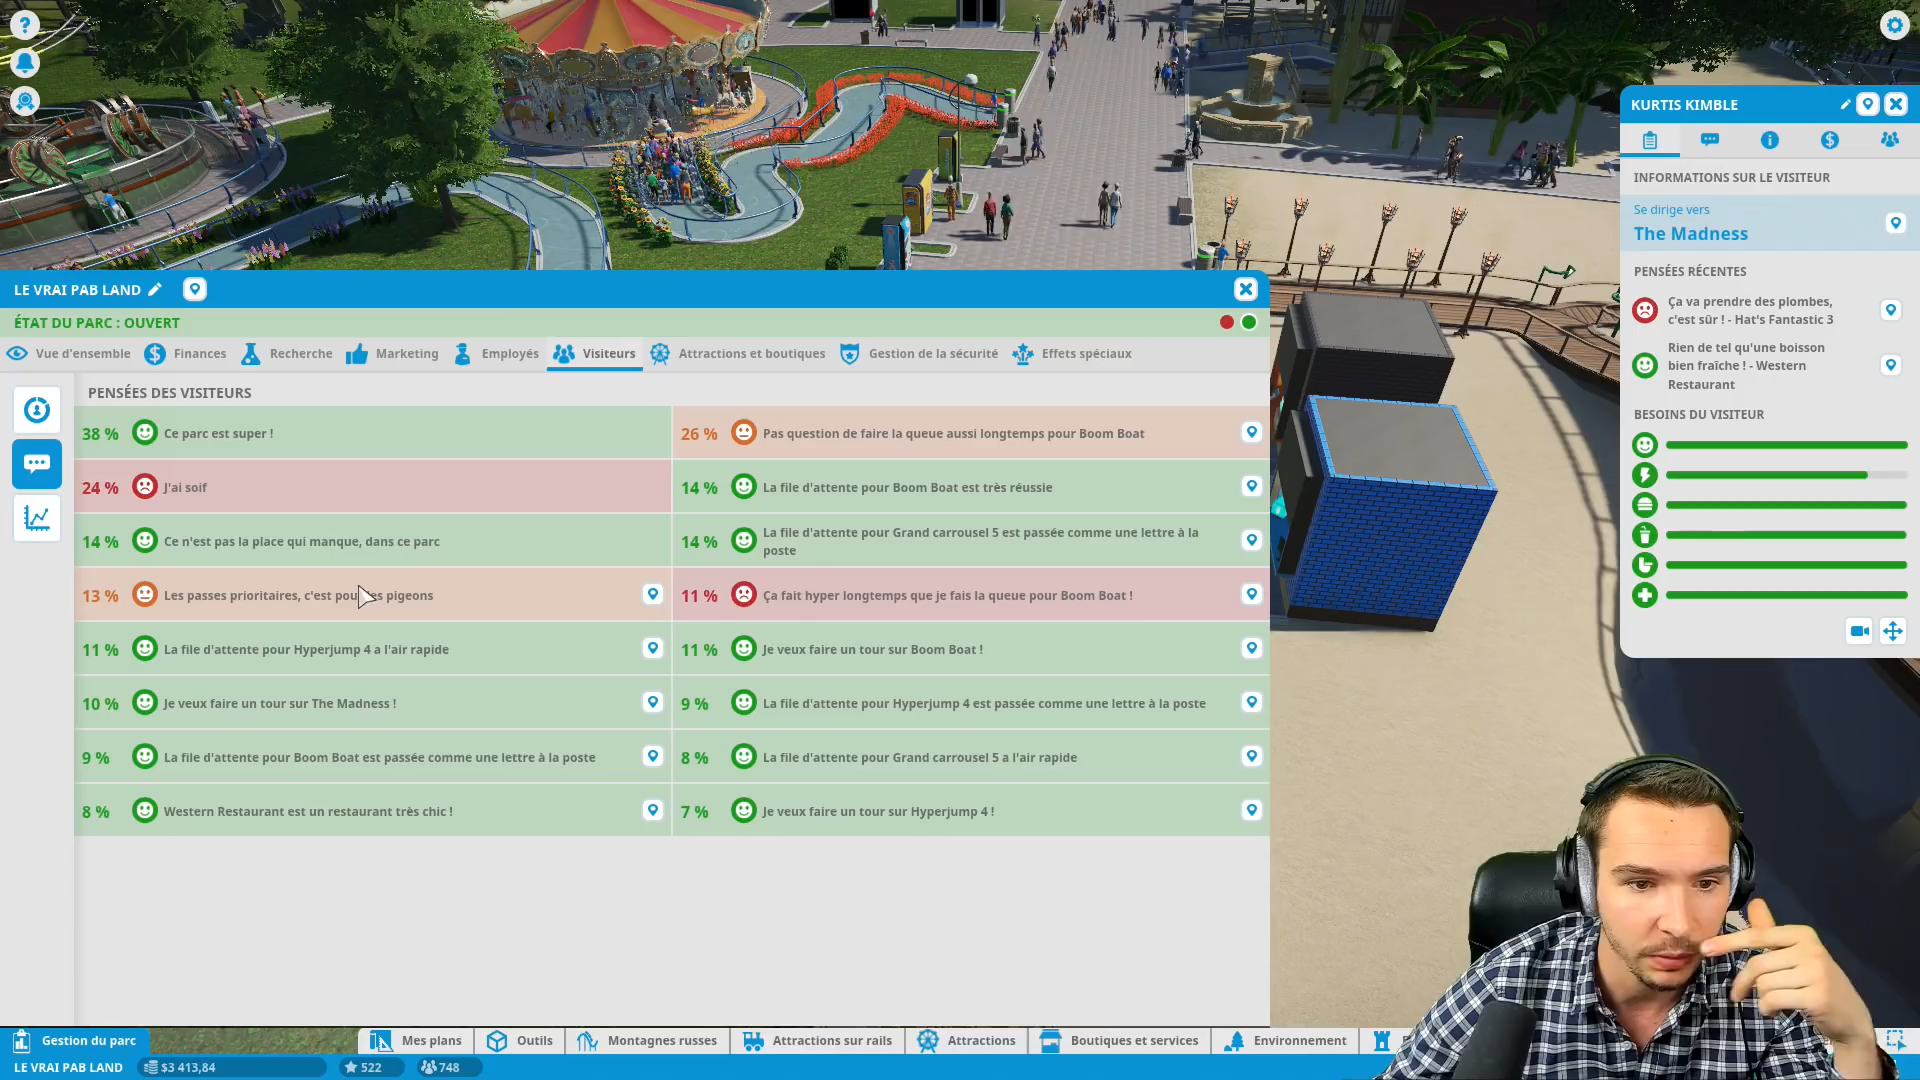 KURTIS KIMBLE
INFORMATIONS SUR LE VISITEUR
Se dirige vers
The Madness
PENSÉES RÉCENTES
Ça va prendre des plombes,
c'est sûr ! - Hat's Fantastic 3
Rien de tel qu'une boisson
bien fraîche ! - Western
Restaurant
BESOINS DU VISITEUR
LE VRAI PAB LAND
ÉTAT DU PARC : OUVERT
Vue d'ensemble
Finances
Recherche
Marketing
Employés
Visiteurs
Attractions et boutiques
Gestion de la sécurité
Effets spéciaux
PENSÉES DES VISITEURS
38 % Ce parc est super !
26 % Pas question de faire la queue aussi longtemps pour Boom Boat
24 % J'ai soif
14 % La file d'attente pour Boom Boat est très réussie
14 % Ce n'est pas la place qui manque, dans ce parc
14 % La file d'attente pour Grand carrousel 5 est passée comme une lettre à la
poste
13 % Les passes prioritaires, c'est pour les pigeons
11 % Ça fait hyper longtemps que je fais la queue pour Boom Boat !
11 % La file d'attente pour Hyperjump 4 a l'air rapide
11 % Je veux faire un tour sur Boom Boat !
10 % Je veux faire un tour sur The Madness !
9 % La file d'attente pour Hyperjump 4 est passée comme une lettre à la poste
9 % La file d'attente pour Boom Boat est passée comme une lettre à la poste
8 % La file d'attente pour Grand carrousel 5 a l'air rapide
8 % Western Restaurant est un restaurant très chic !
7 % Je veux faire un tour sur Hyperjump 4 !
Gestion du parc
Mes plans
Outils
Montagnes russes
Attractions sur rails
Attractions
Boutiques et services
Environnement
LE VRAI PAB LAND
$3 413,84
522
748